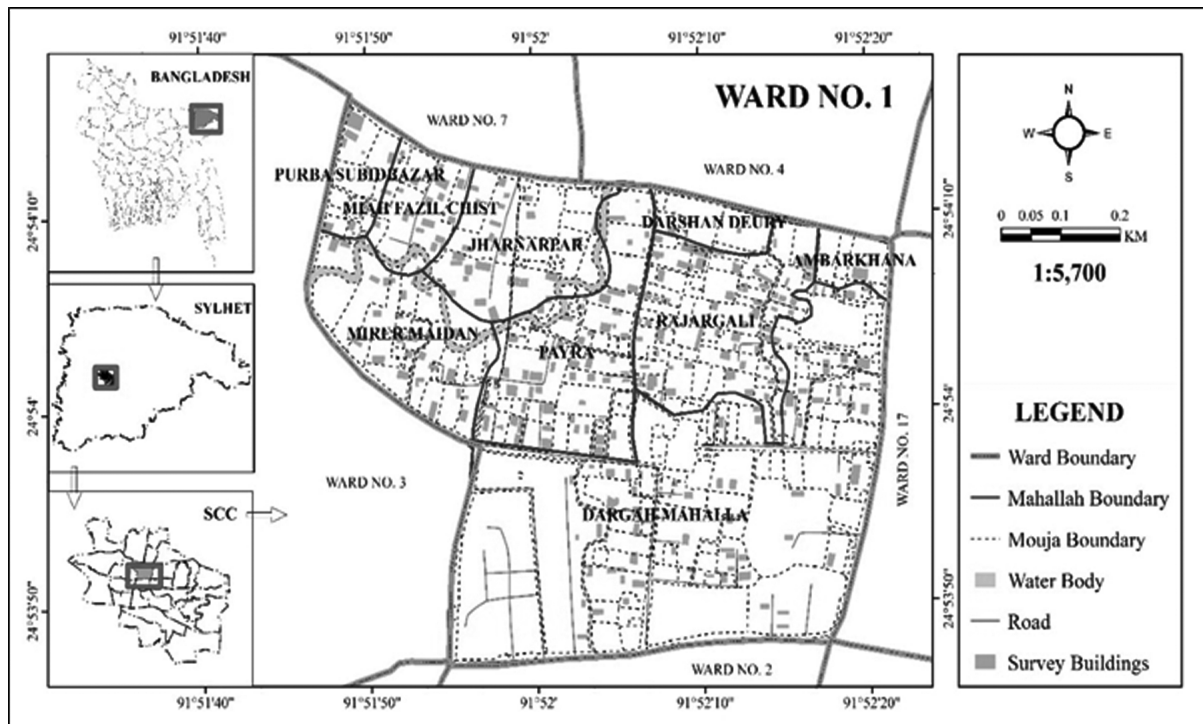 91°51'40"
91°51'50"
91°52'
91°52'10"
91°52'20"
BANGLADESH
SYLHET
SCC
24°54'10"
24°54'
24°53'50"
WARD NO. 1
WARD NO. 7
WARD NO. 4
PURBA SUBIDBAZAR
MIAH FAZIL CHIST
JHARNARPAR
DARSHAN DEURY
AMBARKHANA
MIRER MAIDAN
PAYRA
RAJARGALI
WARD NO. 3
WARD NO. 17
DARGAH MAHALLA
WARD NO. 2
24°54'10"
24°54'
24°53'50"
91°51'40"
91°51'50"
91°52'
91°52'10"
91°52'20"
N
W E
S
0 0.05 0.1 0.2
KM
1:5,700
LEGEND
Ward Boundary
Mahallah Boundary
Mouja Boundary
Water Body
Road
Survey Buildings